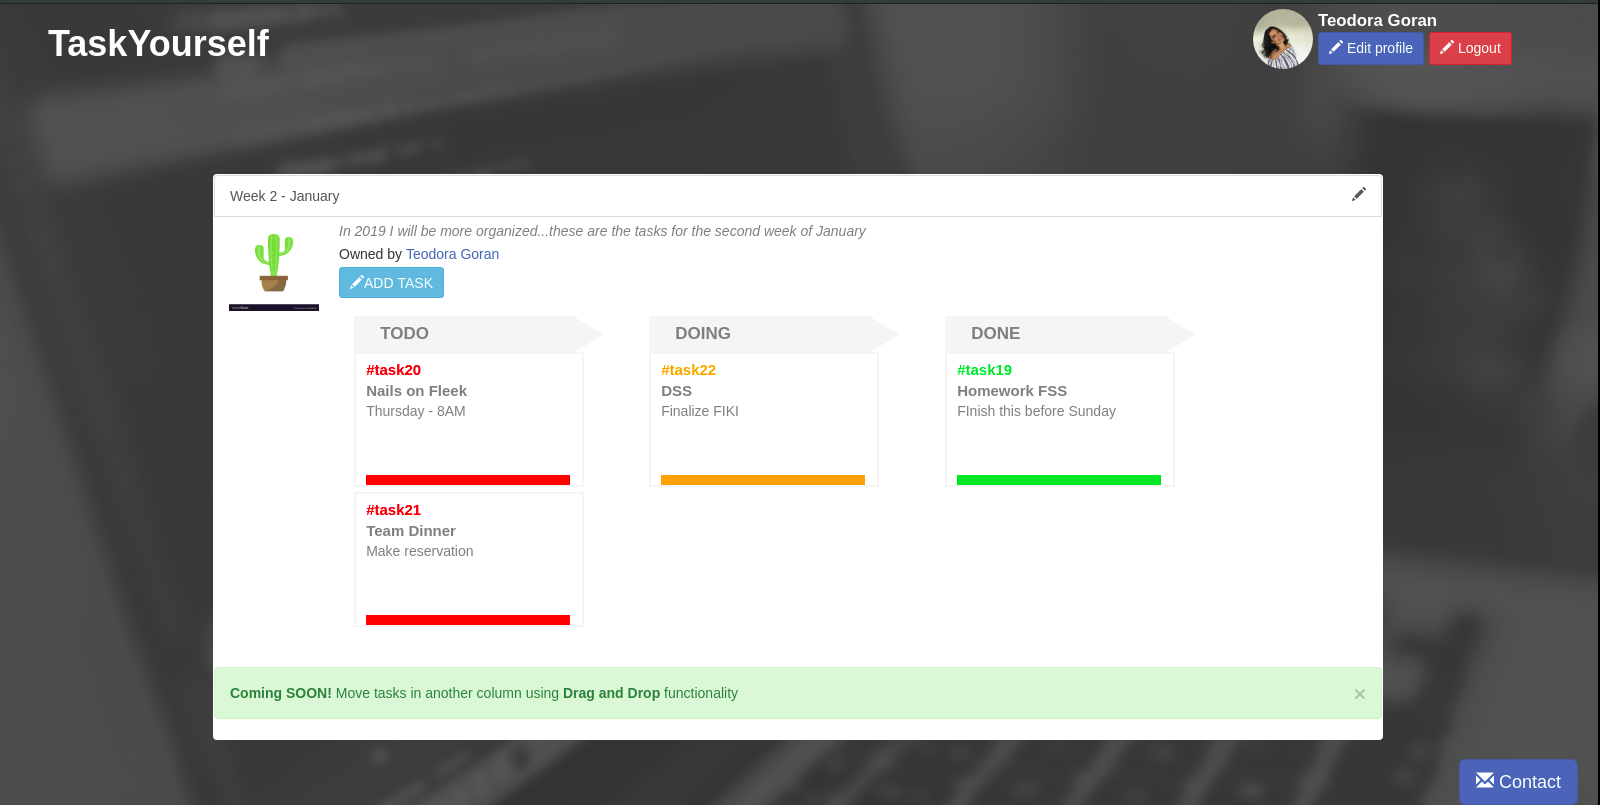 TaskYourself
Teodora Goran
Edit profile
Logout
Week 2 - January
In 2019 I will be more organized...these are the tasks for the second week of January
Owned by Teodora Goran
ADD TASK
TODO
#task20
Nails on Fleek
Thursday - 8AM
#task21
Team Dinner
Make reservation
DOING
#task22
DSS
Finalize FIKI
DONE
#task19
Homework FSS
FInish this before Sunday
Coming SOON! Move tasks in another column using Drag and Drop functionality
×
Contact